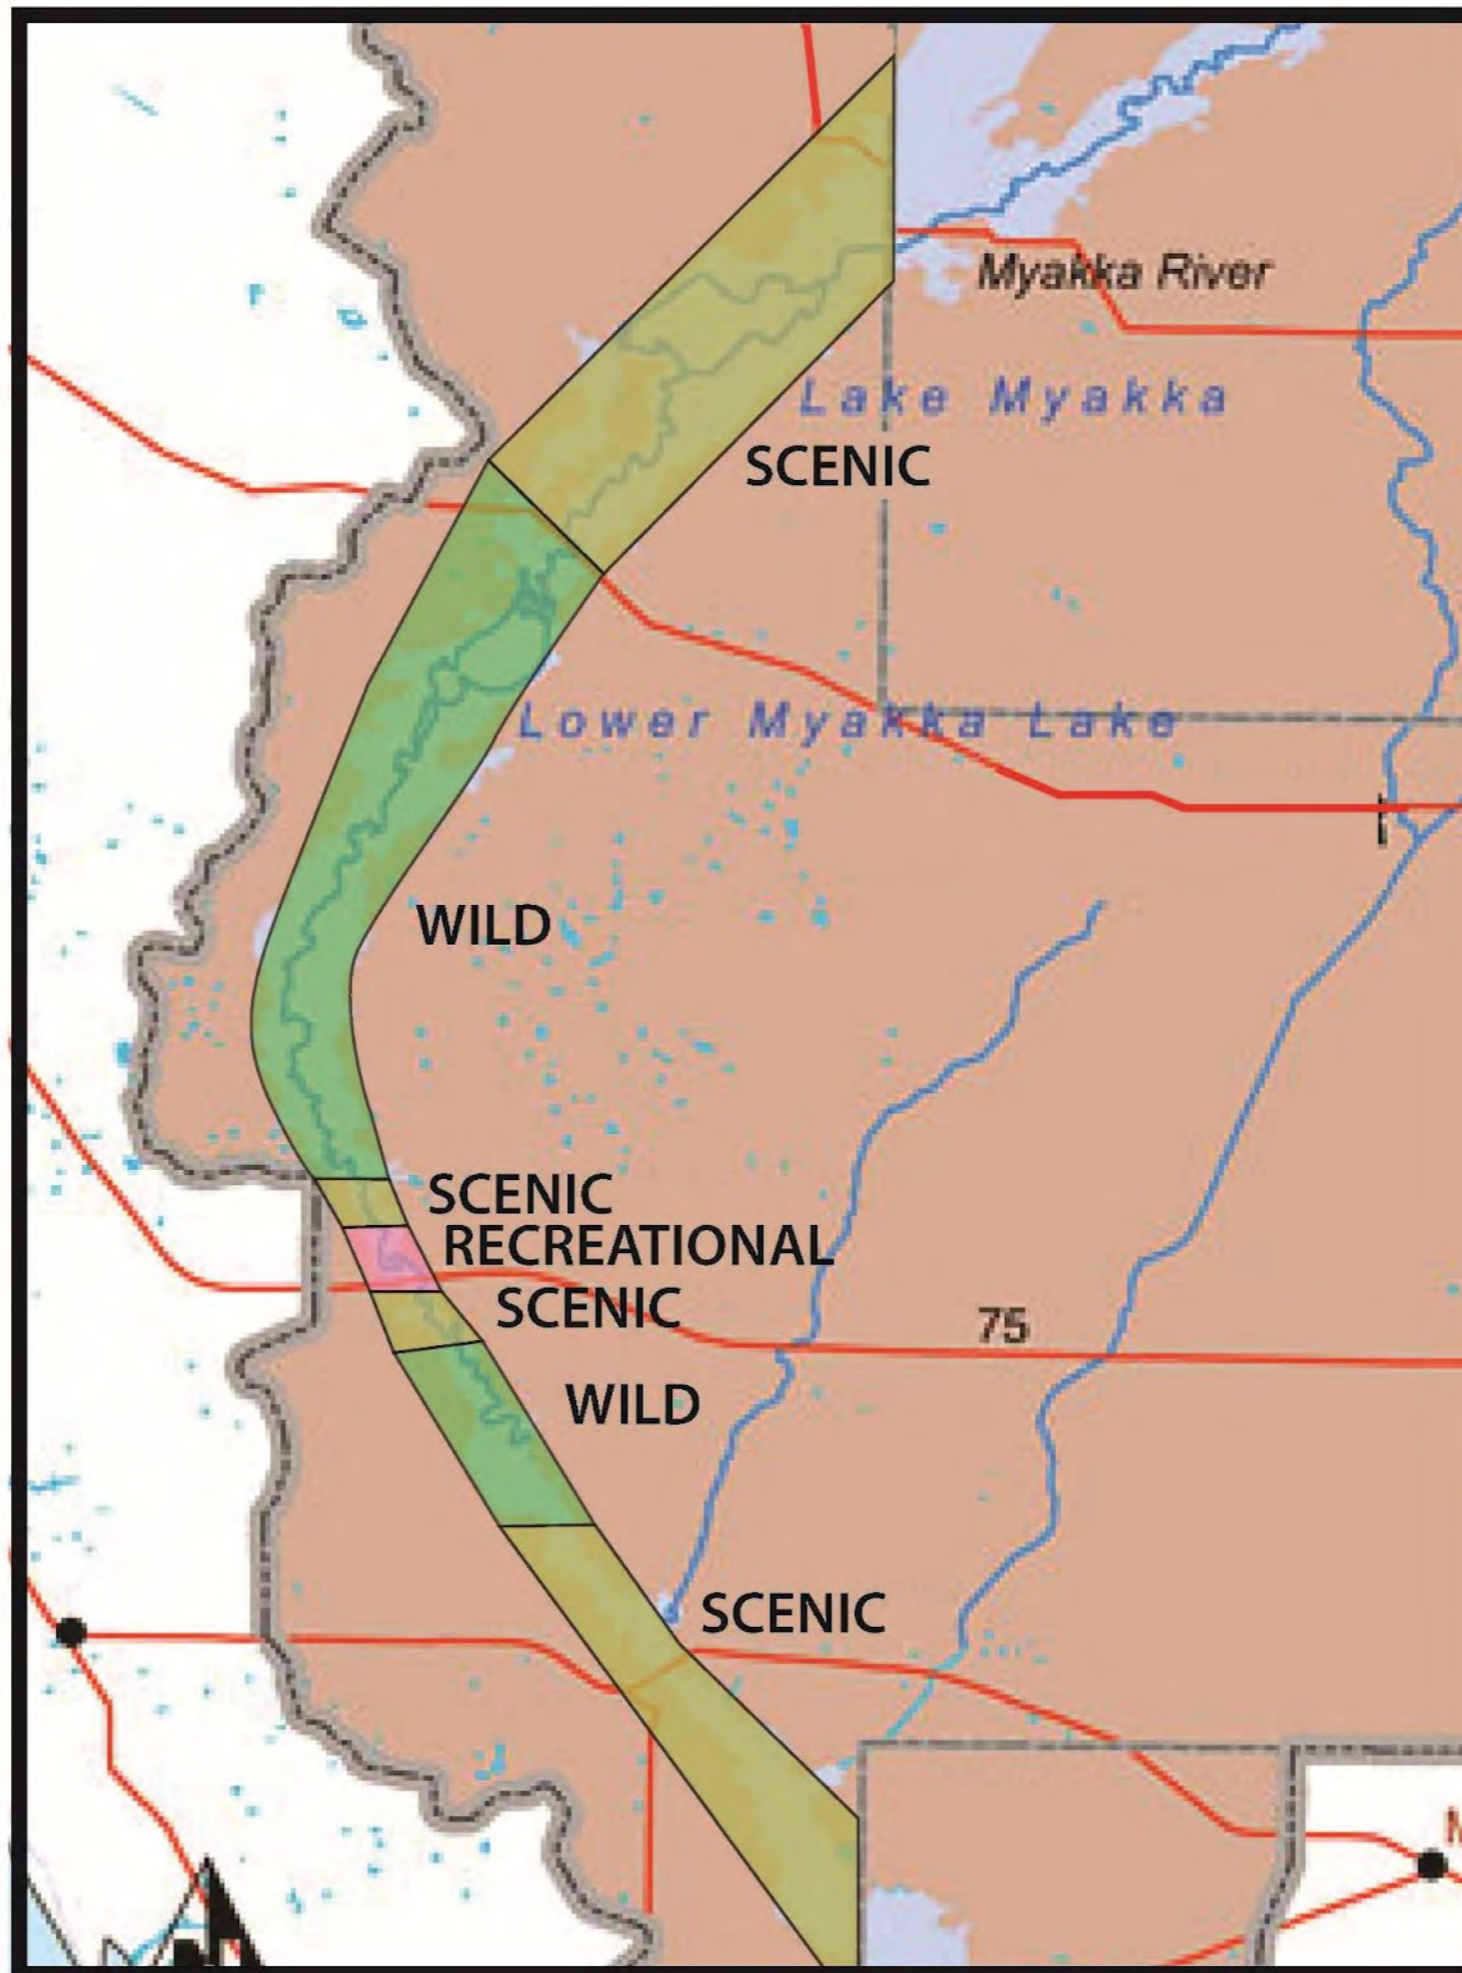 Myakka River
Lake Myakka
SCENIC
Lower Myakka Lake
WILD
SCENIC
RECREATIONAL
SCENIC
75
WILD
SCENIC